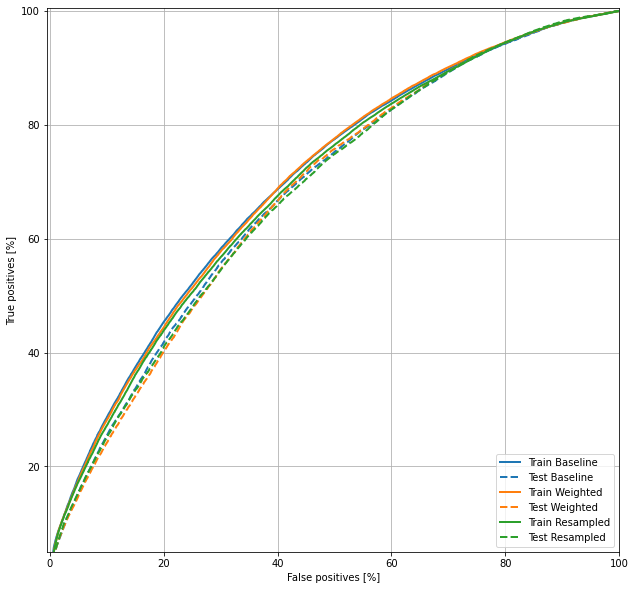 100
80
60
40
20
True positives [%]
0
20
40
60
80
100
False positives [%]
Train Baseline
Test Baseline
Train Weighted
Test Weighted
Train Resampled
Test Resampled